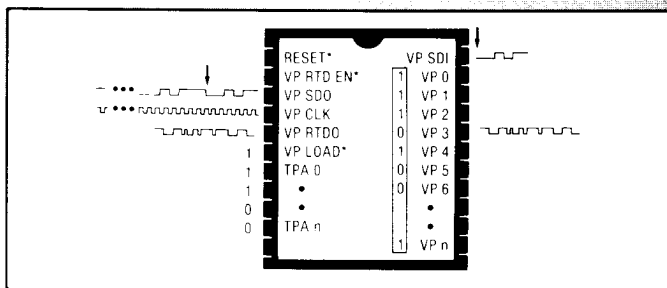 RESET* VP SDI
VP RTD EN* 1 VP 0
VP SDO 1 VP 1
VP CLK 1 VP 2
VP RTDO 0 VP 3
1 VP LOAD* 1 VP 4
1 TPA 0 0 VP 5
1 • 0 VP 6
0 • •
0 TPA n •
1 VP n